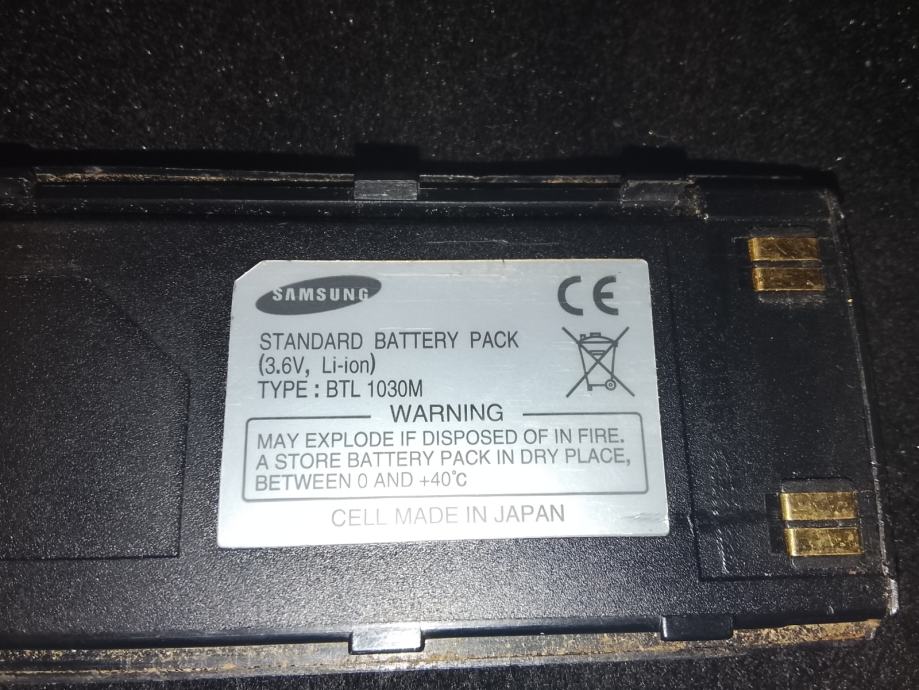 SAMSUNG
CE
STANDARD BATTERY PACK
(3.6V, Li-ion)
TYPE : BTL 1030M
WARNING
MAY EXPLODE IF DISPOSED OF IN FIRE.
A STORE BATTERY PACK IN DRY PLACE,
BETWEEN 0 AND +40°C
CELL MADE IN JAPAN